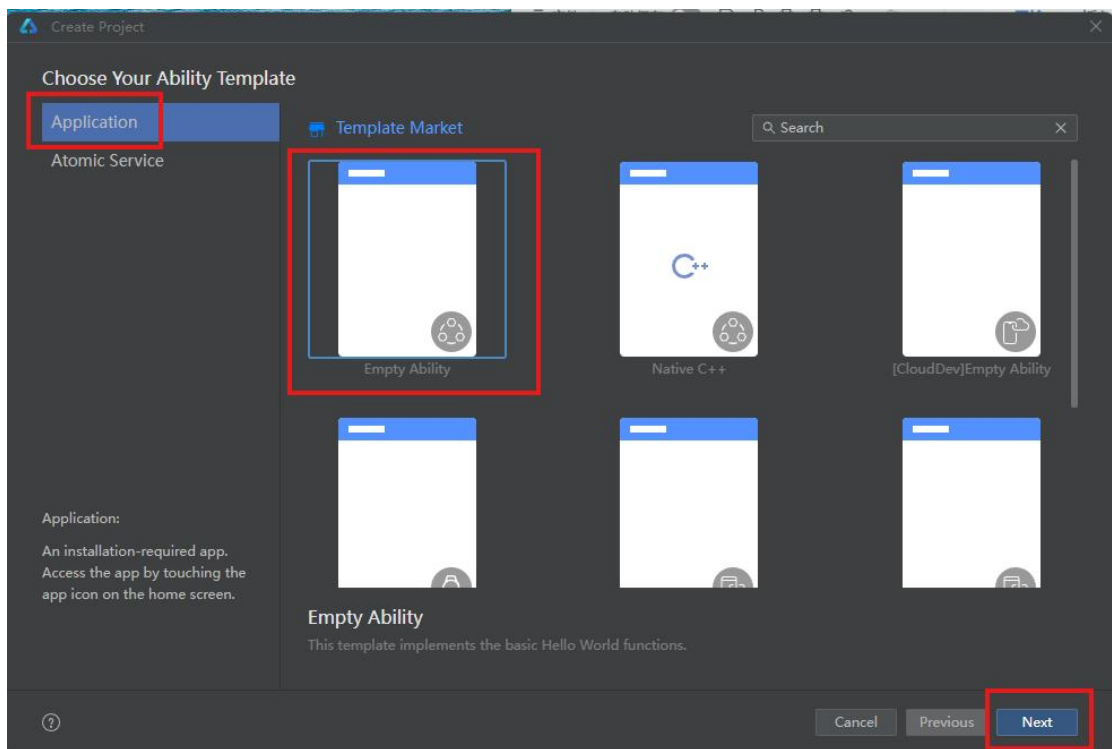 Create Project
Choose Your Ability Template
Application
Atomic Service
Template Market
Search
C++
Empty Ability
Native C++
[CloudDev]Empty Ability
Application:
An installation-required app.
Access the app by touching the
app icon on the home screen.
Empty Ability
This template implements the basic Hello World functions.
Cancel
Previous
Next